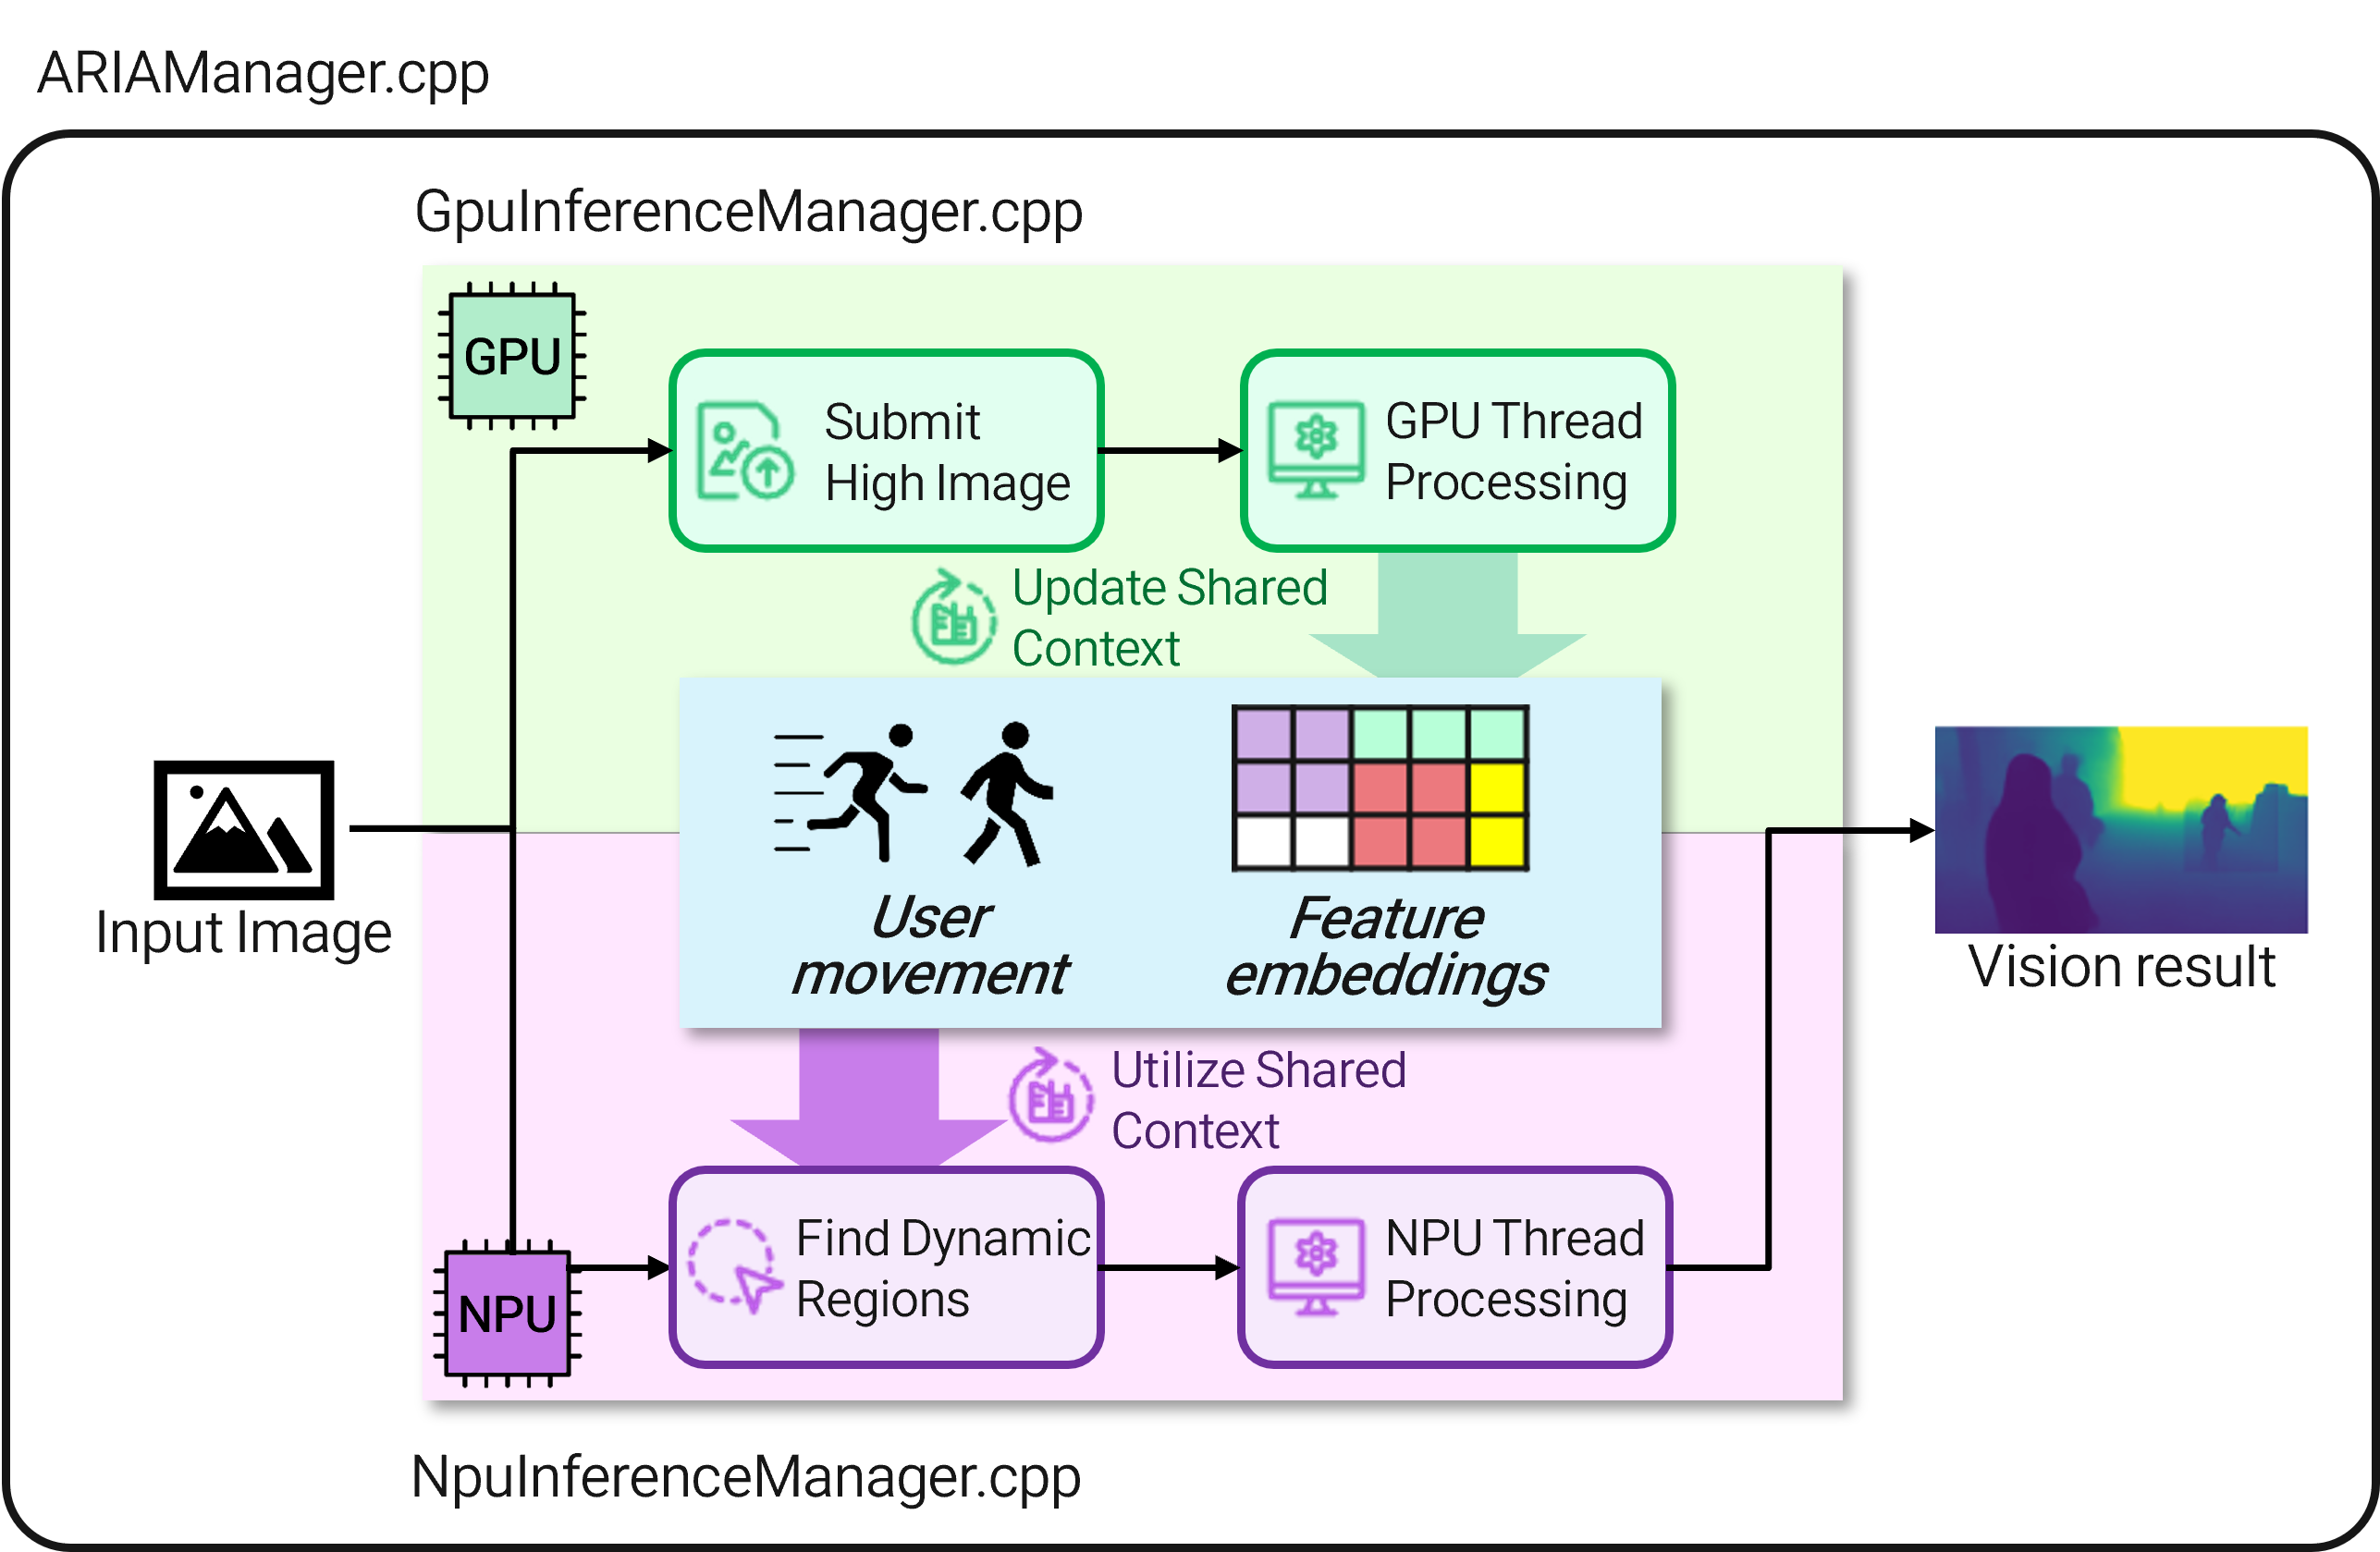 ARIAManager.cpp
GpuInferenceManager.cpp
GPU
Submit
High Image
GPU Thread
Processing
Update Shared
Context
Input Image
User
movement
Feature
embeddings
Vision result
Utilize Shared
Context
NPU
Find Dynamic
Regions
NPU Thread
Processing
NpuInferenceManager.cpp